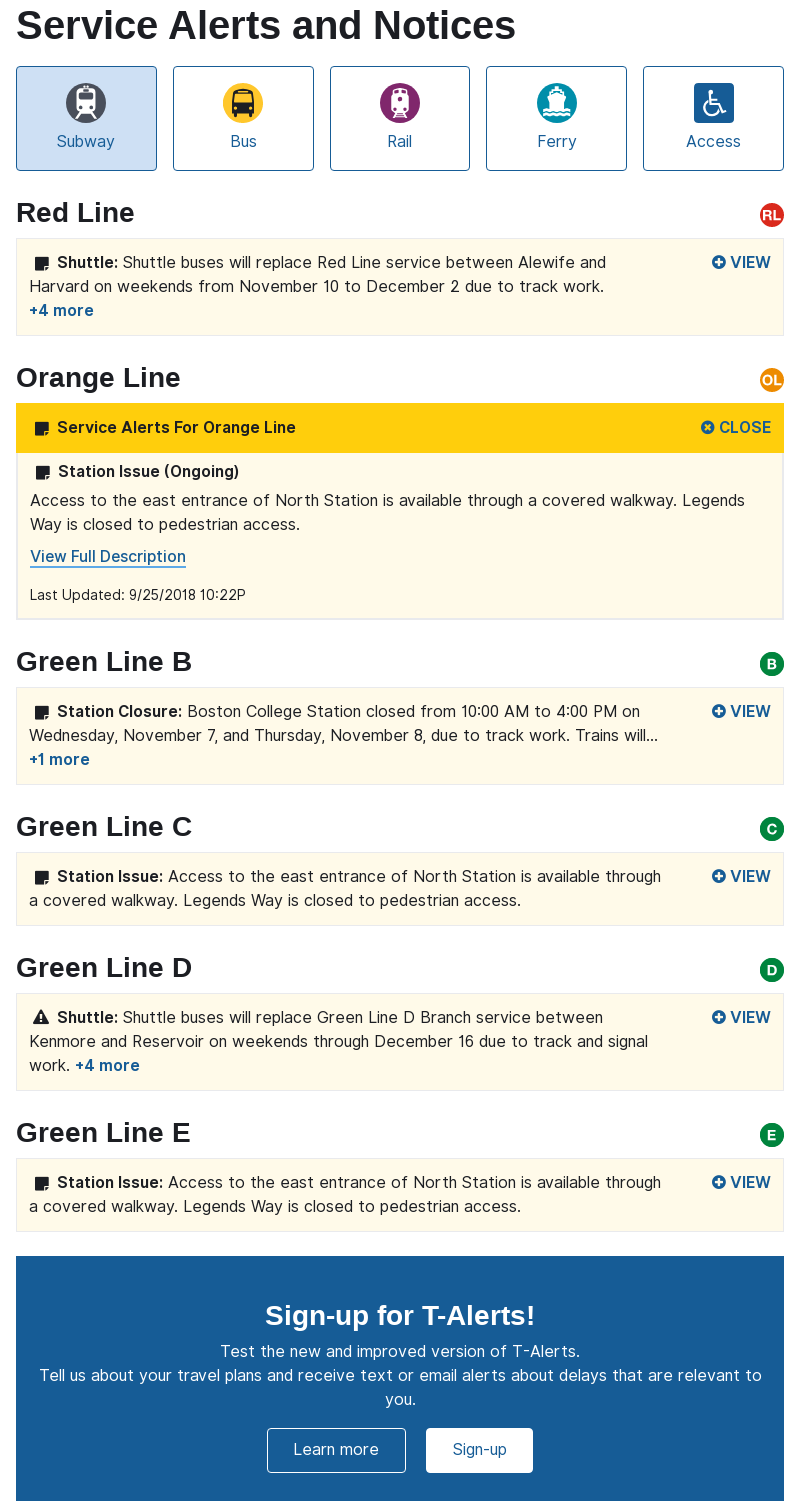 Service Alerts and Notices
Subway
Bus
Rail
Ferry
Access
Red Line
RL
Shuttle: Shuttle buses will replace Red Line service between Alewife and
VIEW
Harvard on weekends from November 10 to December 2 due to track work.
+4 more
Orange Line
OL
Service Alerts For Orange Line
CLOSE
Station Issue (Ongoing)
Access to the east entrance of North Station is available through a covered walkway. Legends
Way is closed to pedestrian access.
View Full Description
Last Updated: 9/25/2018 10:22P
Green Line B
B
Station Closure: Boston College Station closed from 10:00 AM to 4:00 PM on
VIEW
Wednesday, November 7, and Thursday, November 8, due to track work. Trains will...
+1 more
Green Line C
C
Station Issue: Access to the east entrance of North Station is available through
VIEW
a covered walkway. Legends Way is closed to pedestrian access.
Green Line D
D
Shuttle: Shuttle buses will replace Green Line D Branch service between
VIEW
Kenmore and Reservoir on weekends through December 16 due to track and signal
work. +4 more
Green Line E
E
Station Issue: Access to the east entrance of North Station is available through
VIEW
a covered walkway. Legends Way is closed to pedestrian access.
Sign-up for T-Alerts!
Test the new and improved version of T-Alerts.
Tell us about your travel plans and receive text or email alerts about delays that are relevant to
you.
Learn more
Sign-up